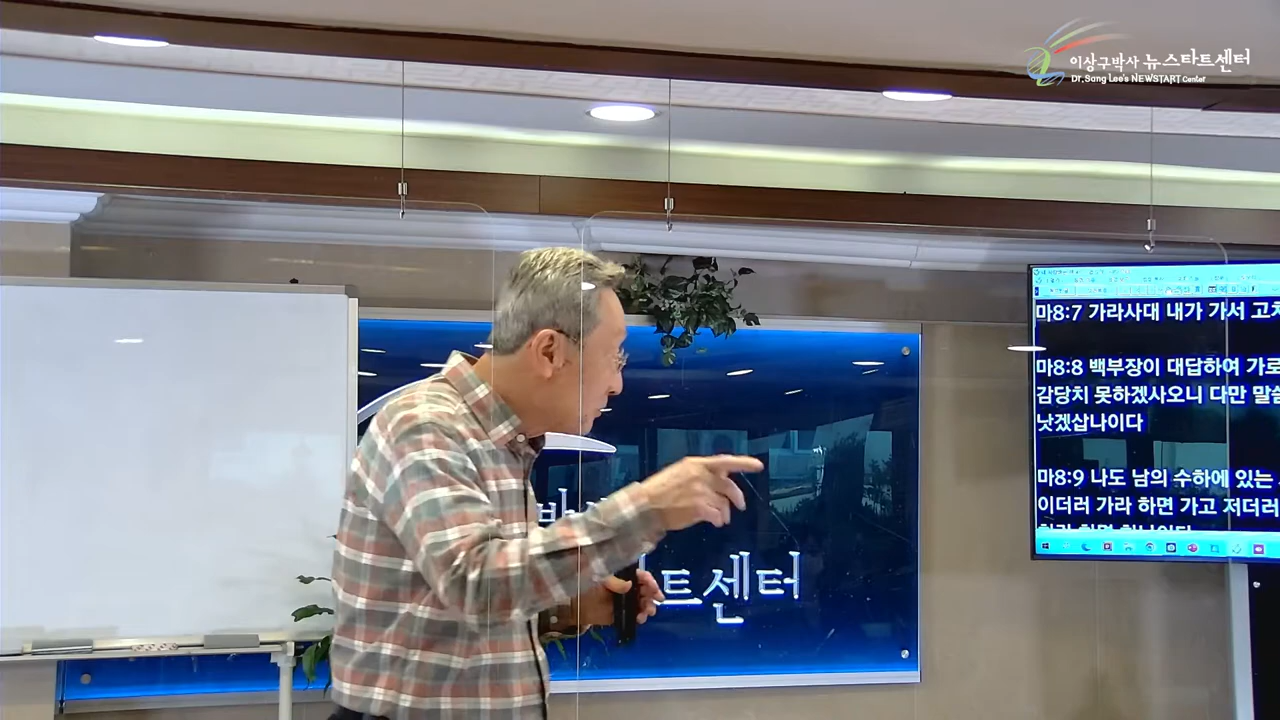 이상구박사 뉴스타트센터
Dr. Sang Lee's NEWSTART Center
마8:7 가라사대 내가 가서 고치
마8:8 백부장이 대답하여 가로
감당치 못하겠사오니 다만 말씀
낫겠삽나이다
마8:9 나도 남의 수하에 있는
이더러 가라 하면 가고 저더러
트센터